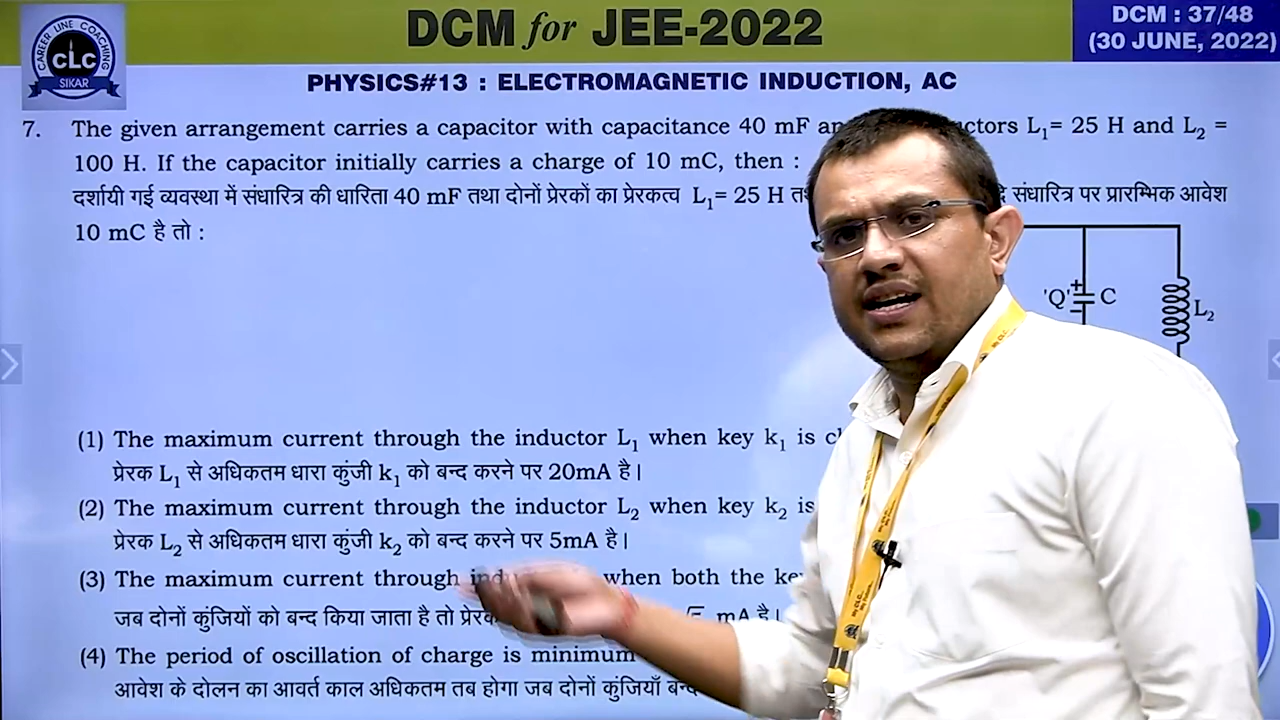 DCM for JEE-2022
DCM : 37/48
(30 JUNE, 2022)
CAREER LINE COACHING
CLC
SIKAR
PHYSICS#13 : ELECTROMAGNETIC INDUCTION, AC
7. The given arrangement carries a capacitor with capacitance 40 mF L₁= 25 H and L₂ =
100 H. If the capacitor initially carries a charge of 10 mC, then :
दर्शायी गई व्यवस्था में संधारित्र की धारिता 40 mF तथा दोनों प्रेरकों का प्रेरकत्व L₁= 25 H संधारित्र पर प्रारम्भिक आवेश
10 mC है तो :
'Q' + C
L₂
(1) The maximum current through the inductor L₁ when key k₁ is
प्रेरक L₁ से अधिकतम धारा कुंजी k₁ को बन्द करने पर 20mA है।
(2) The maximum current through the inductor L₂ when key k₂ is
प्रेरक L₂ से अधिकतम धारा कुंजी k₂ को बन्द करने पर 5mA है।
(3) The maximum current through when both the
जब दोनों कुंजियों को बन्द किया जाता है तो mA है।
(4) The period of oscillation of charge is minimum
आवेश के दोलन का आवर्त काल अधिकतम तब होगा जब दोनों कुंजियाँ